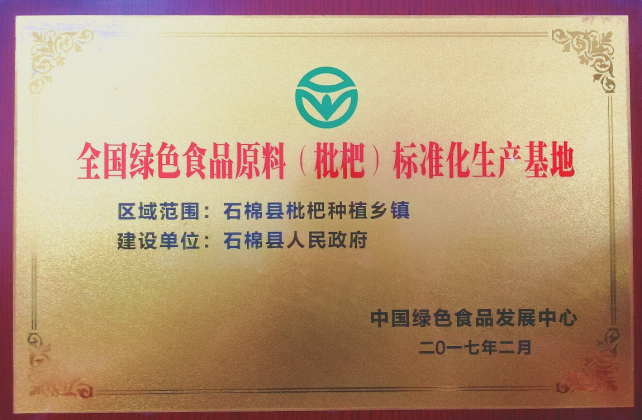 全国绿色食品原料（枇杷）标准化生产基地
区域范围：石棉县枇杷种植乡镇
建设单位：石棉县人民政府
中国绿色食品发展中心
二0一七年二月